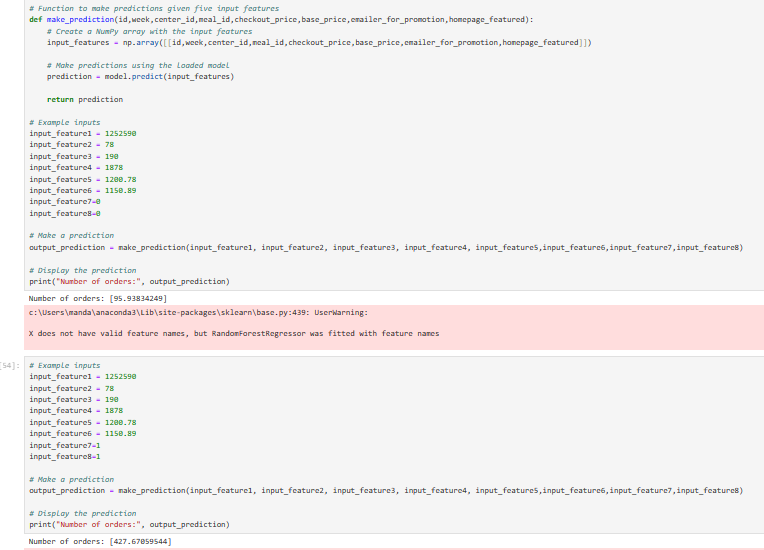 # Function to make predictions given five input features
def make_prediction(id,week,center_id,meal_id,checkout_price,base_price,emailer_for_promotion,homepage_featured):
# Create a NumPy array with the input features
input_features = np.array([[id,week,center_id,meal_id,checkout_price,base_price,emailer_for_promotion,homepage_featured]])
# Make predictions using the loaded model
prediction = model.predict(input_features)
return prediction
# Example inputs
input_feature1 = 1252590
input_feature2 = 78
input_feature3 = 190
input_feature4 = 1878
input_feature5 = 1200.78
input_feature6 = 1150.89
input_feature7=0
input_feature8=0
# Make a prediction
output_prediction = make_prediction(input_feature1, input_feature2, input_feature3, input_feature4, input_feature5,input_feature6,input_feature7,input_feature8)
# Display the prediction
print("Number of orders:", output_prediction)
Number of orders: [95.93834249]
c:\Users\manda\anaconda3\Lib\site-packages\sklearn\base.py:439: UserWarning:
X does not have valid feature names, but RandomForestRegressor was fitted with feature names
[54]: # Example inputs
input_feature1 = 1252590
input_feature2 = 78
input_feature3 = 190
input_feature4 = 1878
input_feature5 = 1200.78
input_feature6 = 1150.89
input_feature7=1
input_feature8=1
# Make a prediction
output_prediction = make_prediction(input_feature1, input_feature2, input_feature3, input_feature4, input_feature5,input_feature6,input_feature7,input_feature8)
# Display the prediction
print("Number of orders:", output_prediction)
Number of orders: [427.67059544]